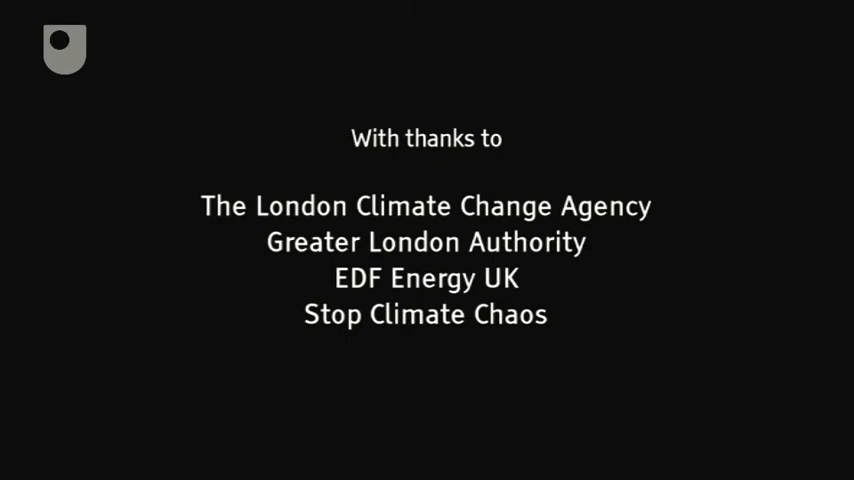 With thanks to
The London Climate Change Agency
Greater London Authority
EDF Energy UK
Stop Climate Chaos